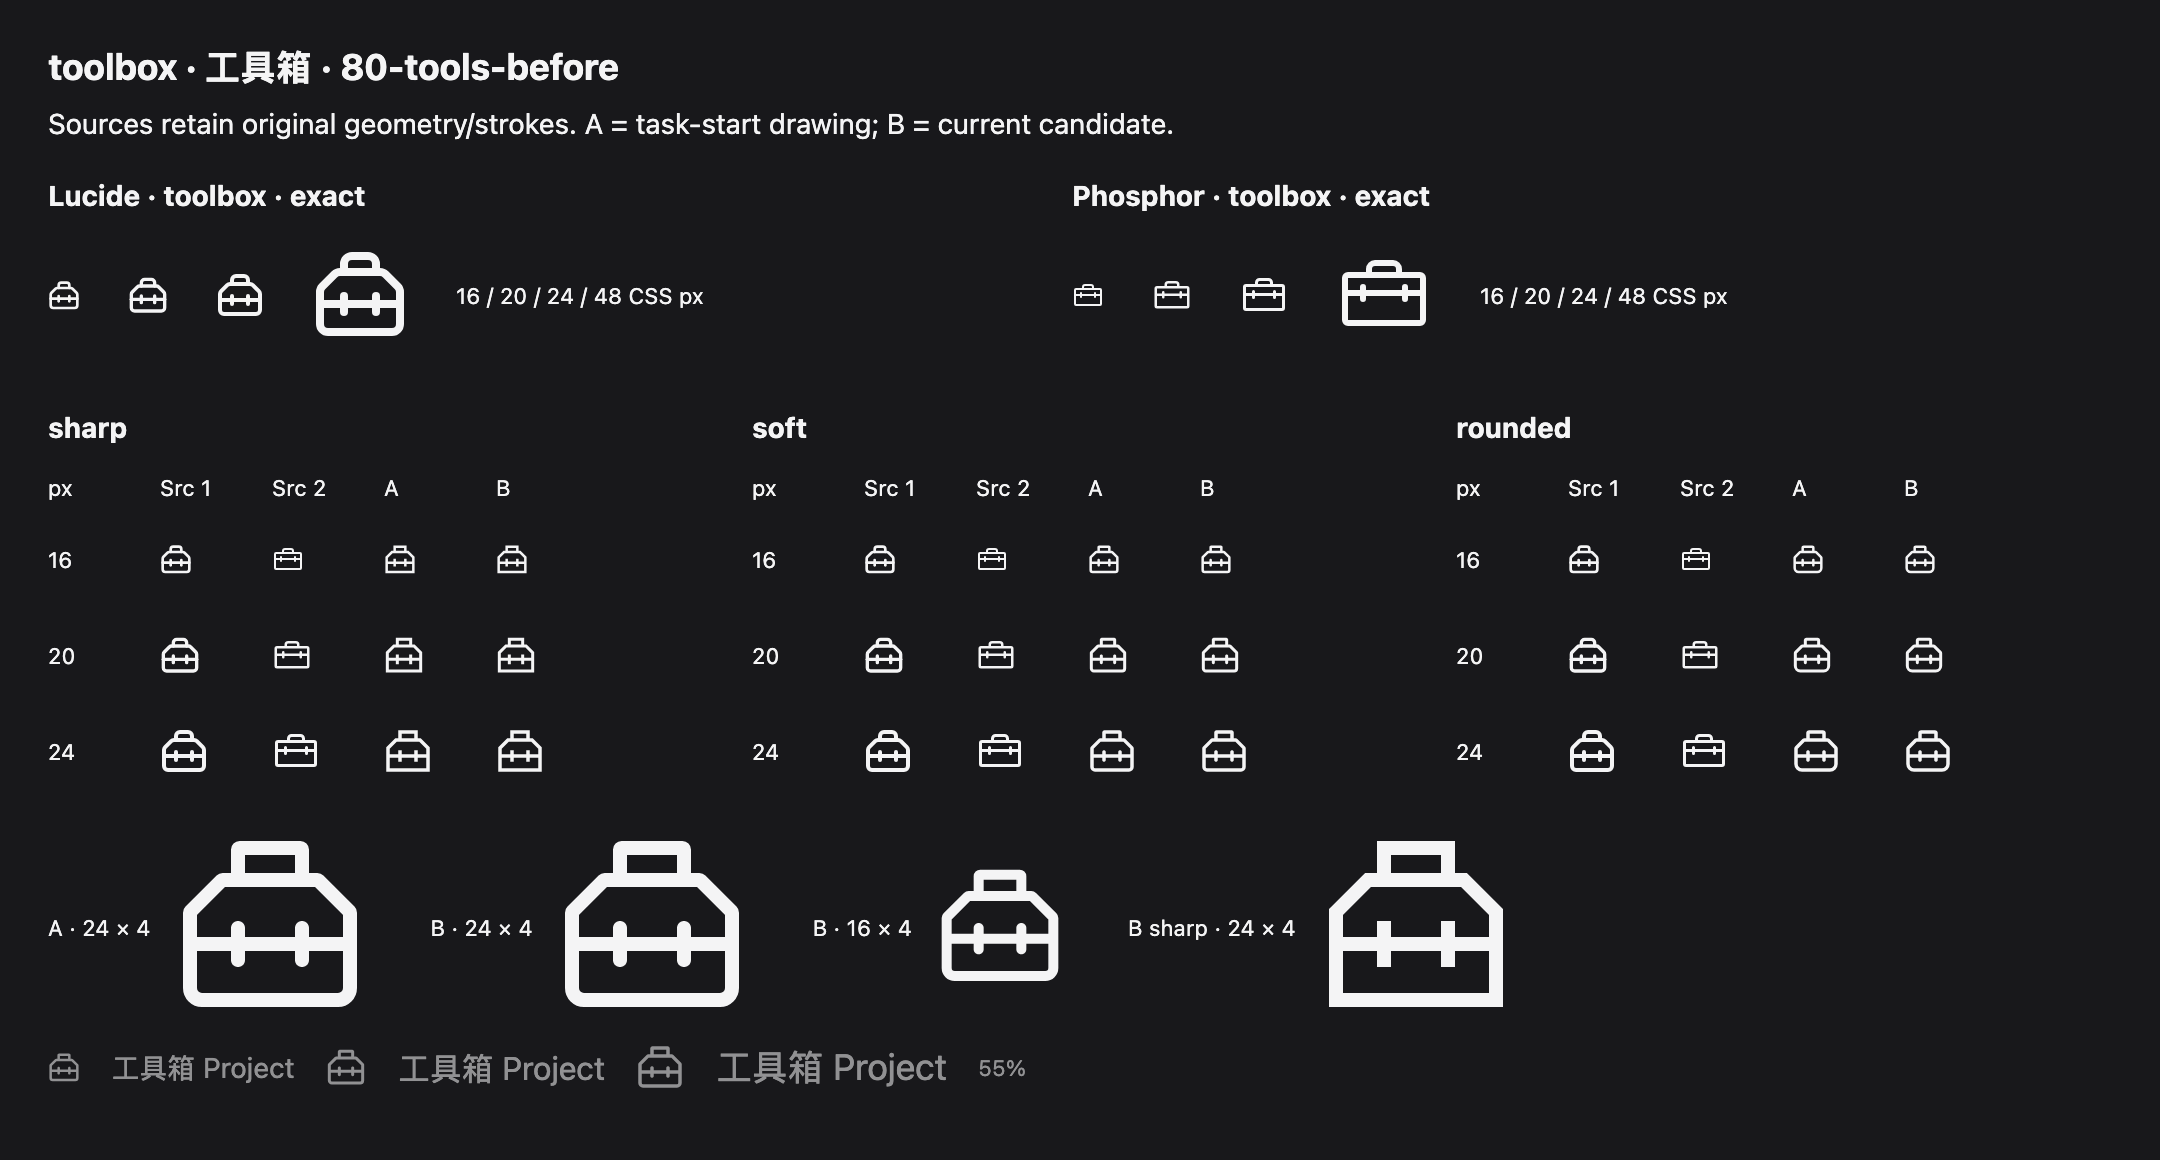 toolbox · 工具箱 · 80-tools-before
Sources retain original geometry/strokes. A = task-start drawing; B = current candidate.
Lucide · toolbox · exact
16 / 20 / 24 / 48 CSS px
Phosphor · toolbox · exact
16 / 20 / 24 / 48 CSS px
sharp
px Src 1 Src 2 A B
16
20
24
soft
px Src 1 Src 2 A B
16
20
24
rounded
px Src 1 Src 2 A B
16
20
24
A · 24 × 4
B · 24 × 4
B · 16 × 4
B sharp · 24 × 4
工具箱 Project 工具箱 Project 工具箱 Project 55%